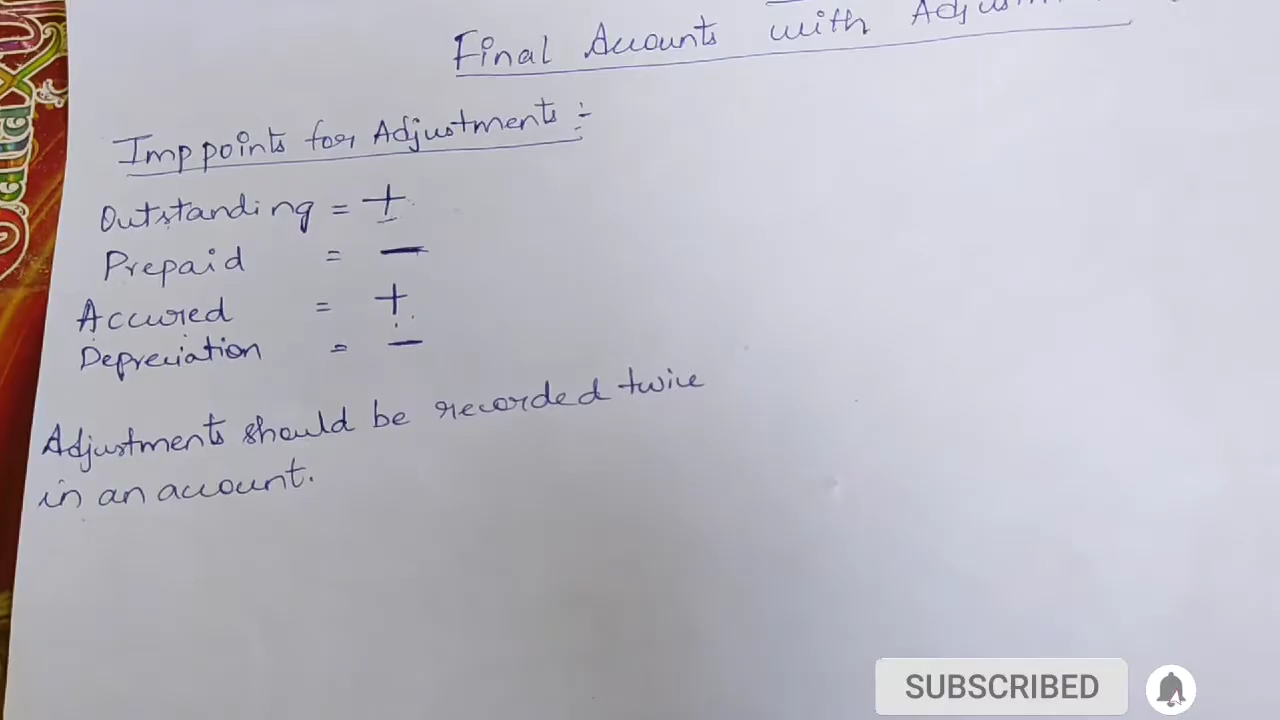 Final Accounts with
Imp points for Adjustments :-
Outstanding = +
Prepaid = -
Accured = +
Depreciation = -
Adjustments should be recorded twice
in an account.
SUBSCRIBED